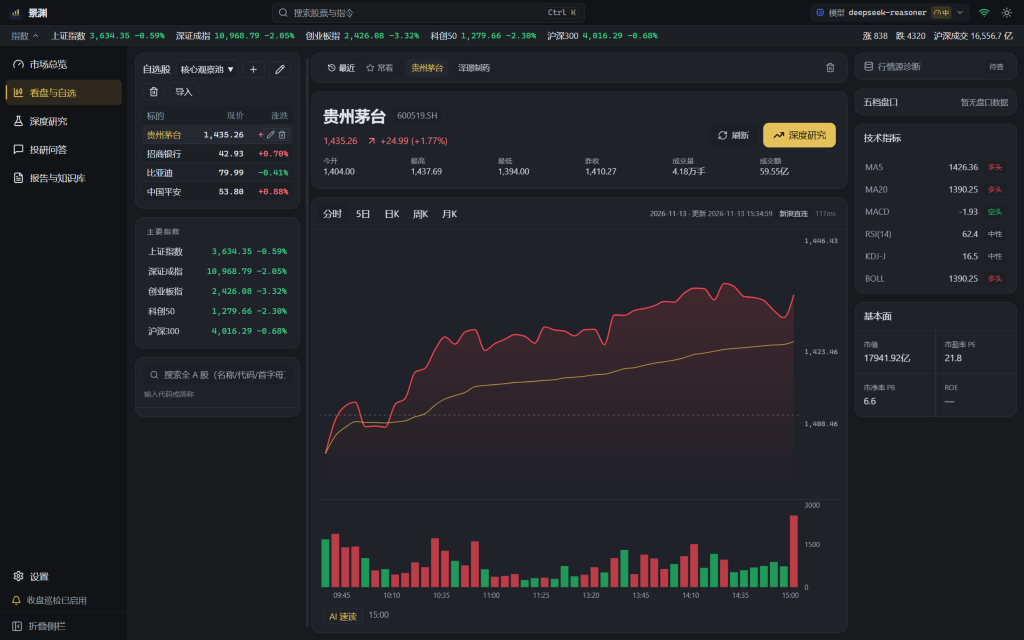 景渊
搜索股票与指令 Ctrl K
模型 deepseek-reasoner 中
指数 上证指数 3,634.35 -0.59% 深证成指 10,968.79 -2.05% 创业板指 2,426.08 -3.32% 科创50 1,279.66 -2.30% 沪深300 4,016.29 -0.68% 涨 838 跌 4320 沪深成交 16,556.7 亿
市场总览
看盘与自选
深度研究
投研问答
报告与知识库
设置
收盘巡检已启用
折叠侧栏
自选股 核心观察池 ▼ +
导入
标的 现价 涨跌
贵州茅台 1,435.26 +
招商银行 42.93 +0.70%
比亚迪 79.99 -0.41%
中国平安 53.80 +0.88%
主要指数
上证指数 3,634.35 -0.59%
深证成指 10,968.79 -2.05%
创业板指 2,426.08 -3.32%
科创50 1,279.66 -2.30%
沪深300 4,016.29 -0.68%
搜索全 A 股（名称/代码/首字母
输入代码或简称
最近 常看 贵州茅台 泽璟制药
贵州茅台 600519.SH
1,435.26 +24.99 (+1.77%)
刷新 深度研究
今开 最高 最低 昨收 成交量 成交额
1,404.00 1,437.69 1,394.00 1,410.27 4.18万手 59.55亿
分时 5日 日K 周K 月K
2026-11-13 · 更新 2026-11-13 15:34:59 新浪直连 117ms
1,446.43
1,423.46
1,408.46
3000
1500
0
09:45 10:10 10:35 11:00 11:25 13:20 13:45 14:10 14:35 15:00
AI 速读 15:00
行情源诊断 待查
五档盘口 暂无盘口数据
技术指标
MA5 1426.36 多头
MA20 1390.25 多头
MACD -1.93 空头
RSI(14) 62.4 中性
KDJ-J 16.5 中性
BOLL 1390.25 多头
基本面
市值 市盈率 PE
17941.92亿 21.8
市净率 PB ROE
6.6 —